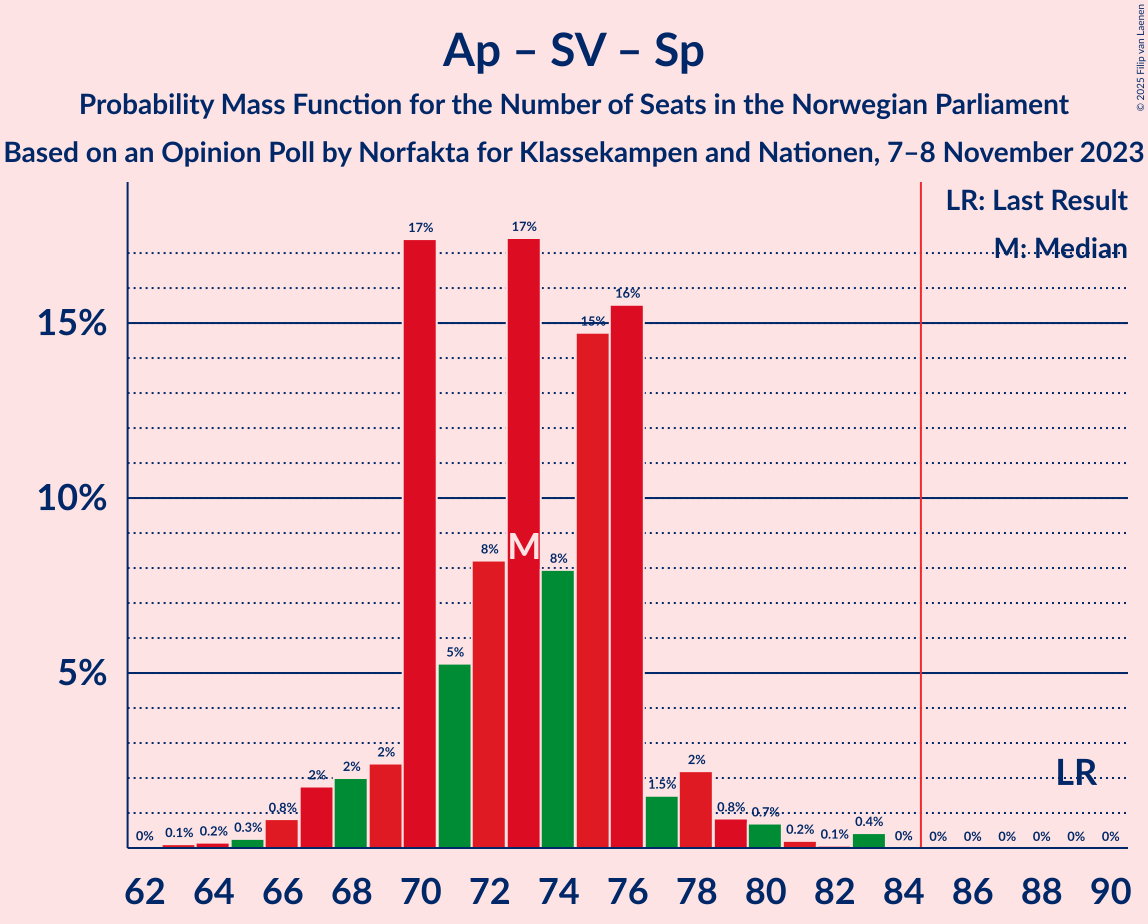 Ap – SV – Sp
Probability Mass Function for the Number of Seats in the Norwegian Parliament
Based on an Opinion Poll by Norfakta for Klassekampen and Nationen, 7–8 November 2023
© 2025 Filip van Laenen
LR: Last Result
M: Median
15%
10%
5%
0% 0.1% 0.2% 0.3% 0.8% 2% 2% 2% 17% 5% 8% 17% 8% 15% 16% 1.5% 2% 0.8% 0.7% 0.2% 0.1% 0.4% 0% 0% 0% 0% 0% 0% 0%
M
LR
62 64 66 68 70 72 74 76 78 80 82 84 86 88 90